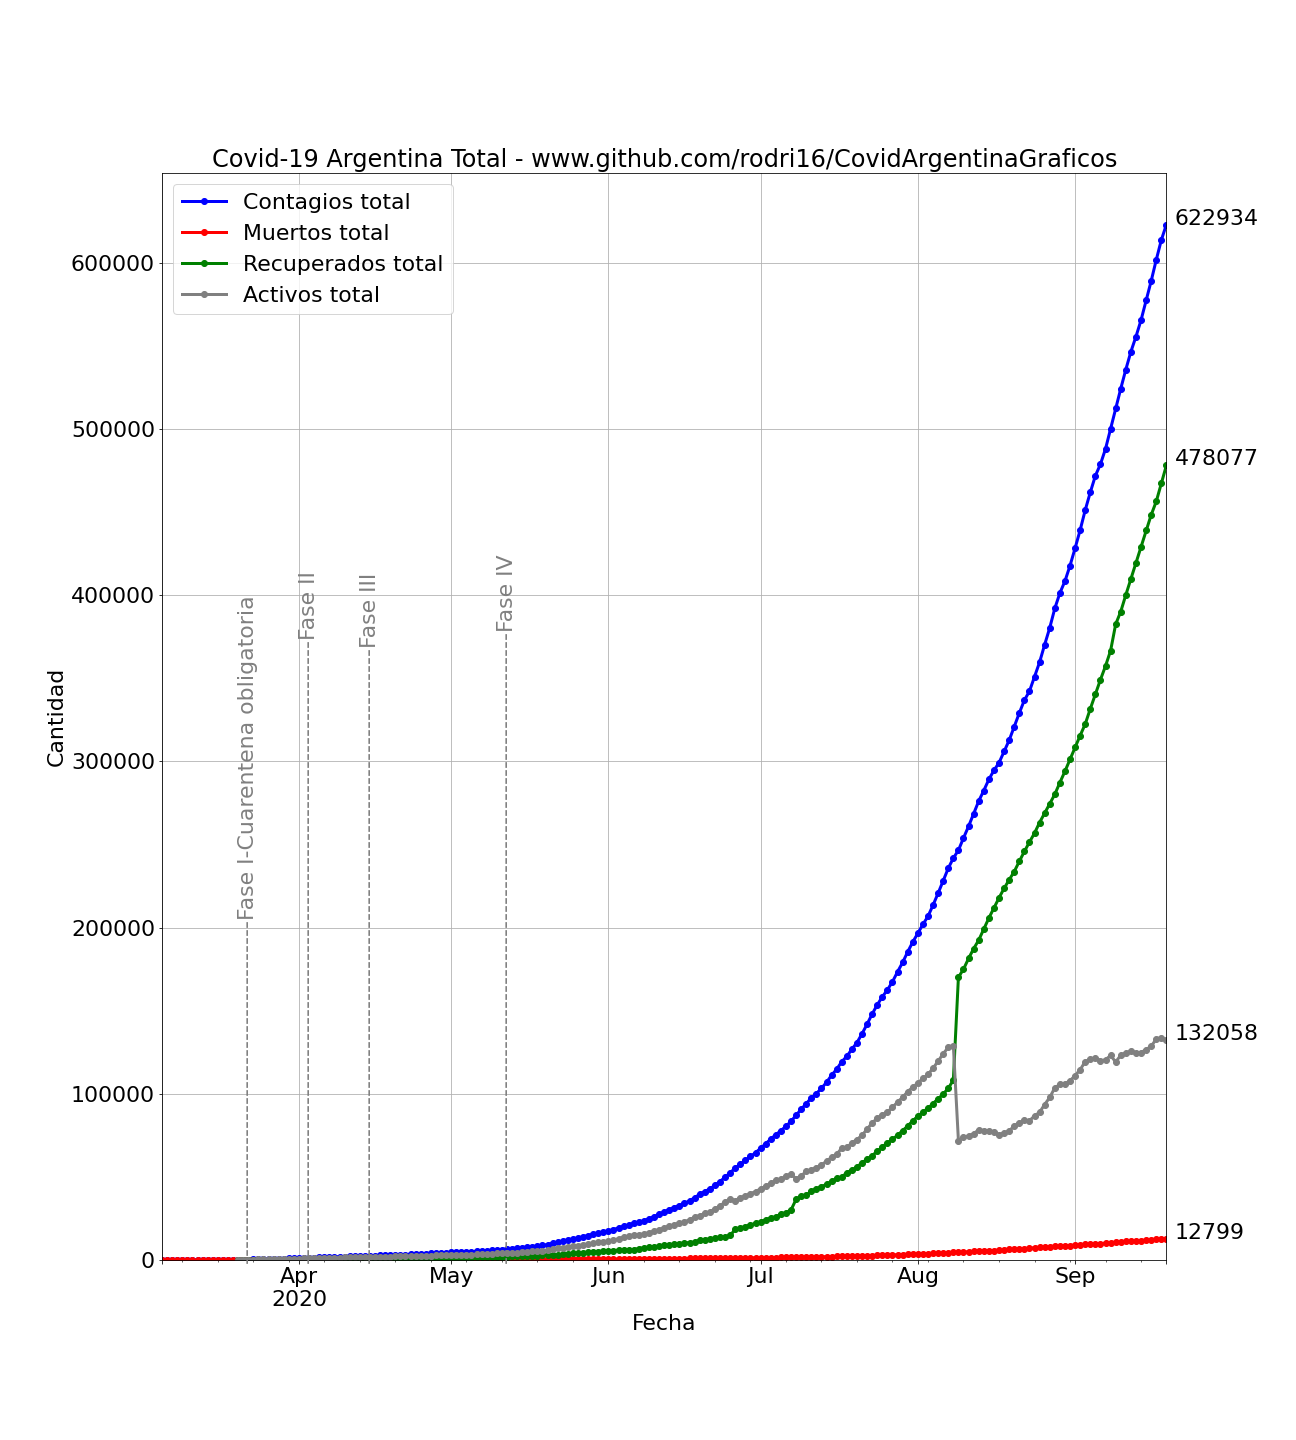 Covid-19 Argentina Total - www.github.com/rodri16/CovidArgentinaGraficos
Contagios total
Muertos total
Recuperados total
Activos total
622934
478077
132058
12799
600000
500000
400000
300000
200000
100000
0
Cantidad
Fase I-Cuarentena obligatoria
Fase II
Fase III
Fase IV
Apr
2020
May
Jun
Jul
Aug
Sep
Fecha